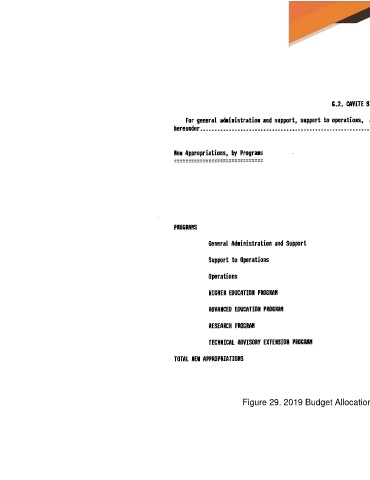 G.2. CAVITE S
For general administration and support, support to operations,
hereunder................................................................
New Appropriations, by Programs
===============================
PROGRAMS
General Administration and Support
Support to Operations
Operations
HIGHER EDUCATION PROGRAM
ADVANCED EDUCATION PROGRAM
RESEARCH PROGRAM
TECHNICAL ADVISORY EXTENSION PROGRAM
TOTAL NEW APPROPRIATIONS
Figure 29. 2019 Budget Allocation